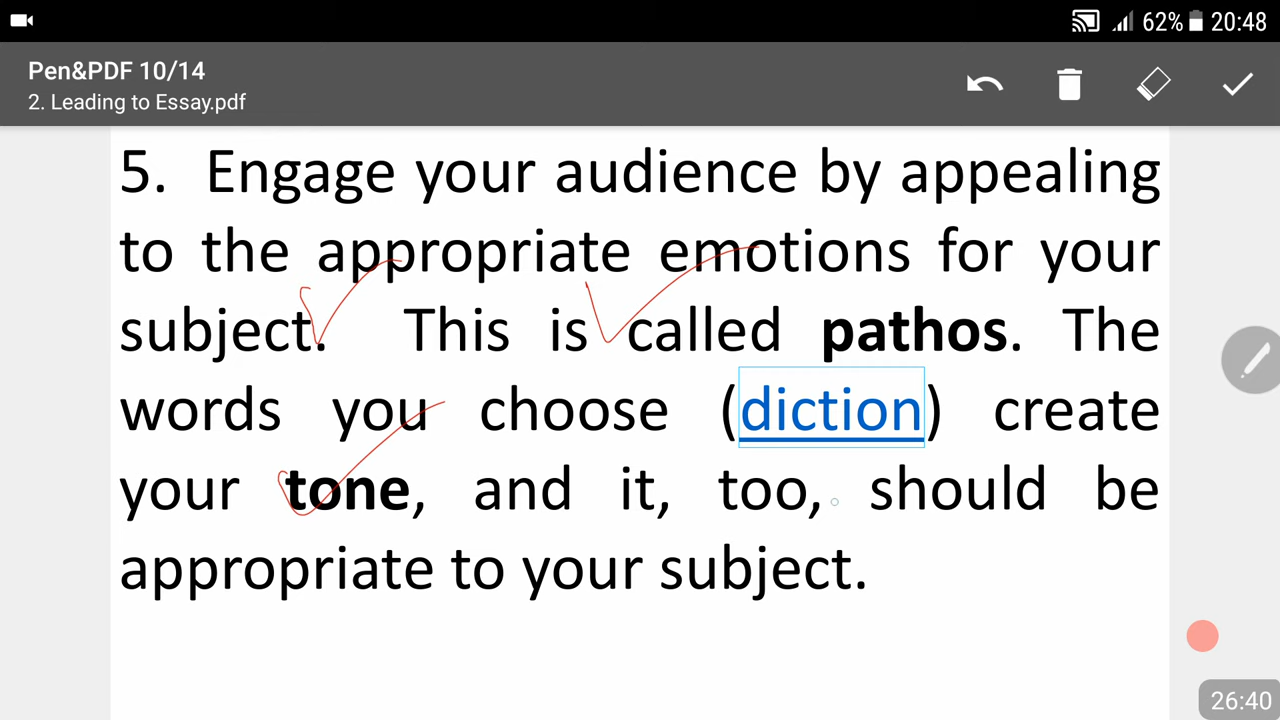 62% 20:48
Pen&PDF 10/14
2. Leading to Essay.pdf
5. Engage your audience by appealing
to the appropriate emotions for your
subject. This is called pathos. The
words you choose (diction) create
your tone, and it, too, should be
appropriate to your subject.
26:40